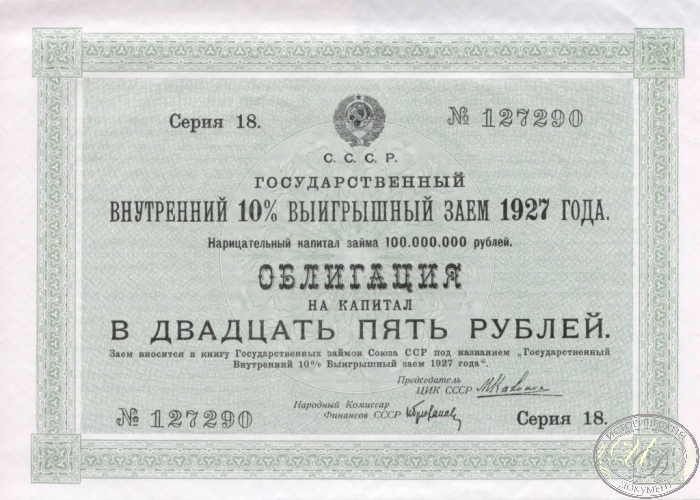 Серия 18.
№ 127290
С. С. С. Р.
ГОСУДАРСТВЕННЫЙ
ВНУТРЕННИЙ 10% ВЫИГРЫШНЫЙ ЗАЕМ 1927 ГОДА.
Нарицательный капитал займа 100.000.000 рублей.
ОБЛИГАЦИЯ
НА КАПИТАЛ
В ДВАДЦАТЬ ПЯТЬ РУБЛЕЙ.
Заем вносится в книгу Государственных займов Союза ССР под названием „Государственный
Внутренний 10% Выигрышный заем 1927 года“.
Председатель
ЦИК СССР
Народный Комиссар
Финансов СССР
№ 127290
Серия 18.
ИСТОРИЧЕСКИЙ
ДОКУМЕНТ